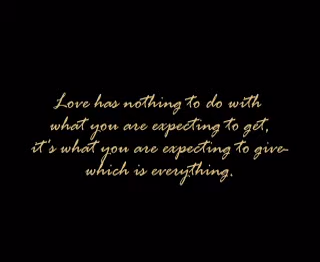 Love has nothing to do with
what you are expecting to get,
it's what you are expecting to give-
which is everything.